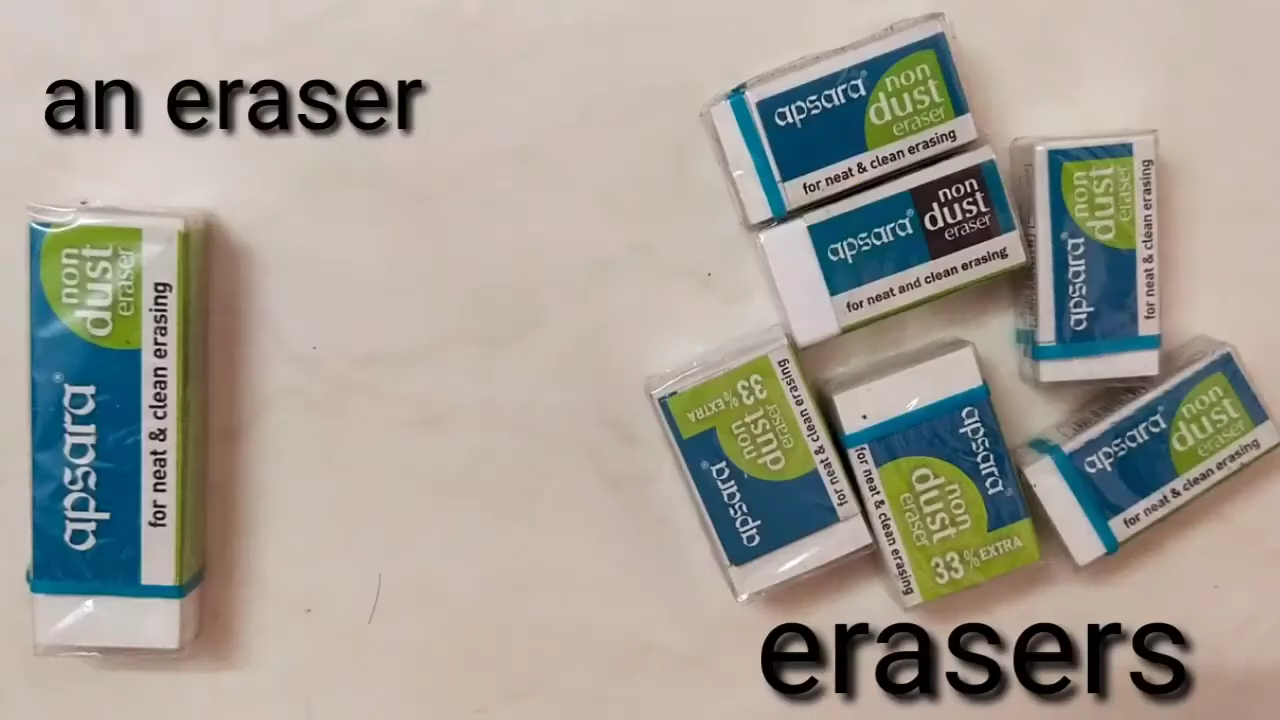 an eraser
apsara®
non
dust
eraser
for neat & clean erasing
apsara®
non
dust
eraser
for neat & clean erasing
apsara®
non
dust
eraser
for neat and clean erasing
apsara®
non
dust
eraser
for neat & clean erasing
33% EXTRA
non
dust
eraser
apsara®
for neat & clean erasing
apsara®
non
dust
eraser
33% EXTRA
for neat & clean erasing
apsara®
non
dust
eraser
for neat & clean erasing
erasers